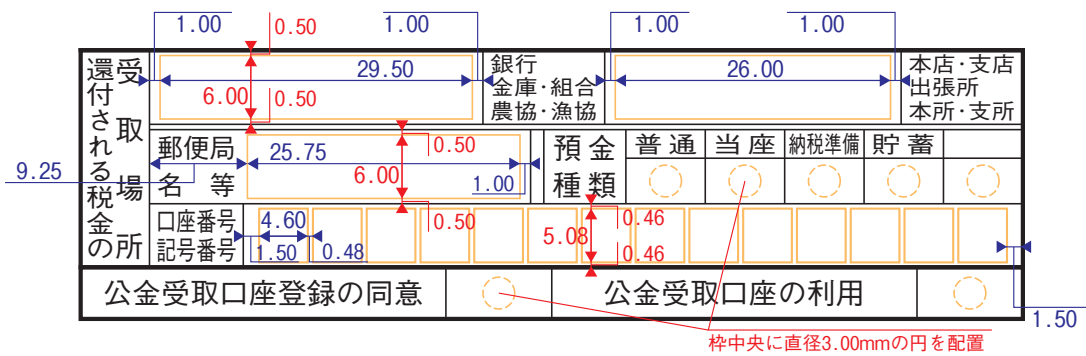 1.00 0.50 1.00 1.00 1.00
還付される税金の
受取場所
29.50
6.00
0.50
銀行
金庫・組合
農協・漁協
26.00
本店・支店
出張所
本所・支所
9.25
郵便局
名 等
25.75
6.00
0.50
1.00
0.50
預金
種類
普通 当座 納税準備 貯蓄
口座番号
記号番号
4.60
1.50 0.48
5.08
0.46
0.46
公金受取口座登録の同意 公金受取口座の利用
1.50
枠中央に直径3.00mmの円を配置